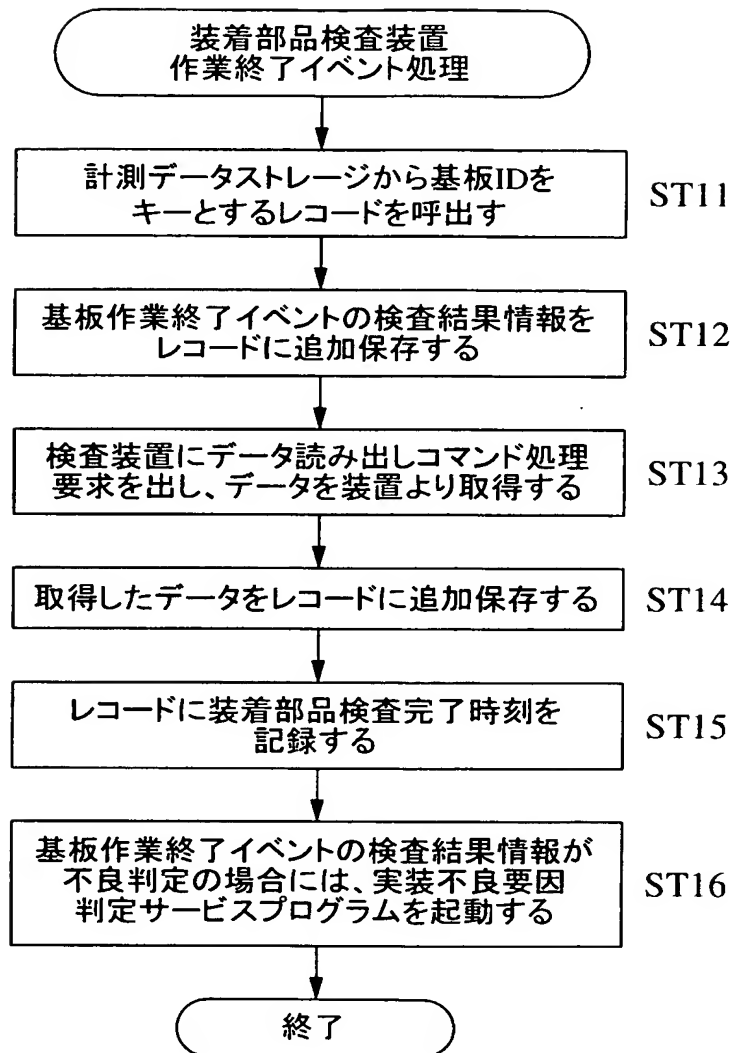 装着部品検査装置
作業終了イベント処理
計測データストレージから基板IDを
キーとするレコードを呼出す
ST11
基板作業終了イベントの検査結果情報を
レコードに追加保存する
ST12
検査装置にデータ読み出しコマンド処理
要求を出し、データを装置より取得する
ST13
取得したデータをレコードに追加保存する
ST14
レコードに装着部品検査完了時刻を
記録する
ST15
基板作業終了イベントの検査結果情報が
不良判定の場合には、実装不良要因
判定サービスプログラムを起動する
ST16
終了